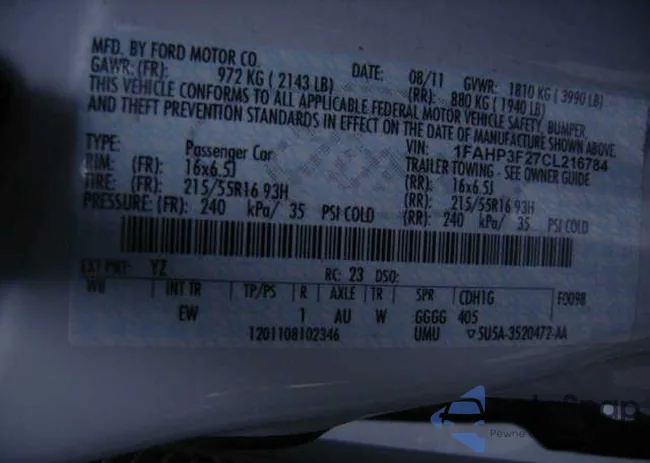 MFD. BY FORD MOTOR CO.
DATE: 08/11 GVWR: 1810 KG (3990 LB)
GAWR: (FR): 972 KG (2143 LB) (RR): 880 KG (1940 LB)
THIS VEHICLE CONFORMS TO ALL APPLICABLE FEDERAL MOTOR VEHICLE SAFETY, BUMPER,
AND THEFT PREVENTION STANDARDS IN EFFECT ON THE DATE OF MANUFACTURE SHOWN ABOVE.
VIN: 1FAHP3F27CL216784
TYPE: Passenger Car TRAILER TOWING - SEE OWNER GUIDE
RIM: (FR): 16x6.5J (RR): 16x6.5J
TIRE: (FR): 215/55R16 93H (RR): 215/55R16 93H
PRESSURE: (FR): 240 kPa/ 35 PSI COLD (RR): 240 kPa/ 35 PSI COLD
EXT PNT: YZ RC: 23 DSO:
WB INT TR TP/PS R AXLE TR SPR CDH1G F0098
EW 1 AU W GGGG 405
1201108102346 UMU 5U5A-3520472-AA